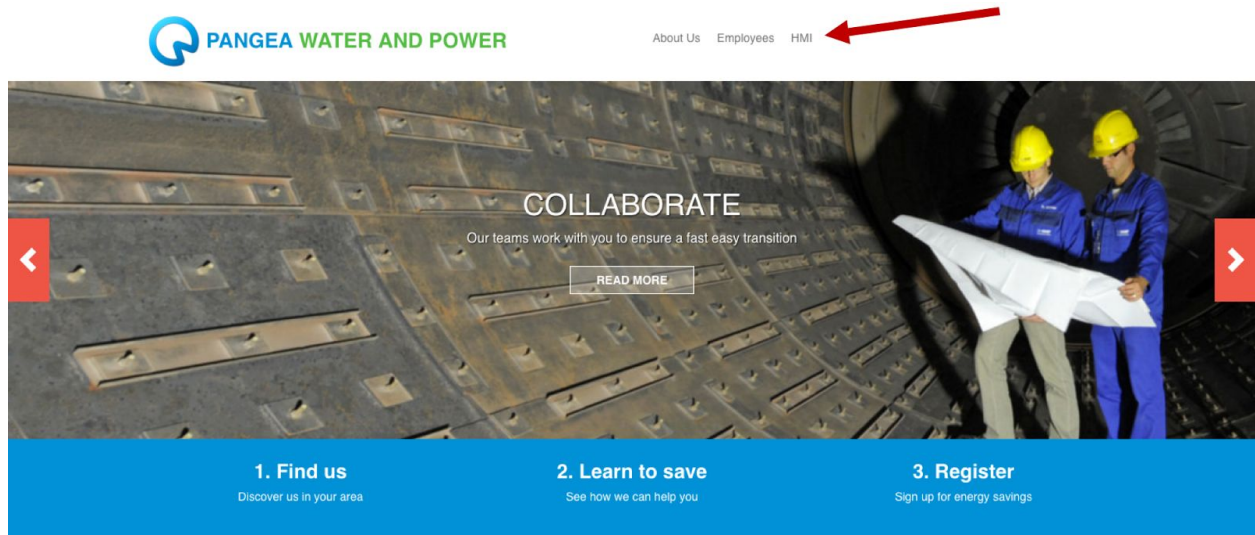 PANGEA WATER AND POWER
About Us Employees HMI
COLLABORATE
Our teams work with you to ensure a fast easy transition
READ MORE
1. Find us
Discover us in your area
2. Learn to save
See how we can help you
3. Register
Sign up for energy savings